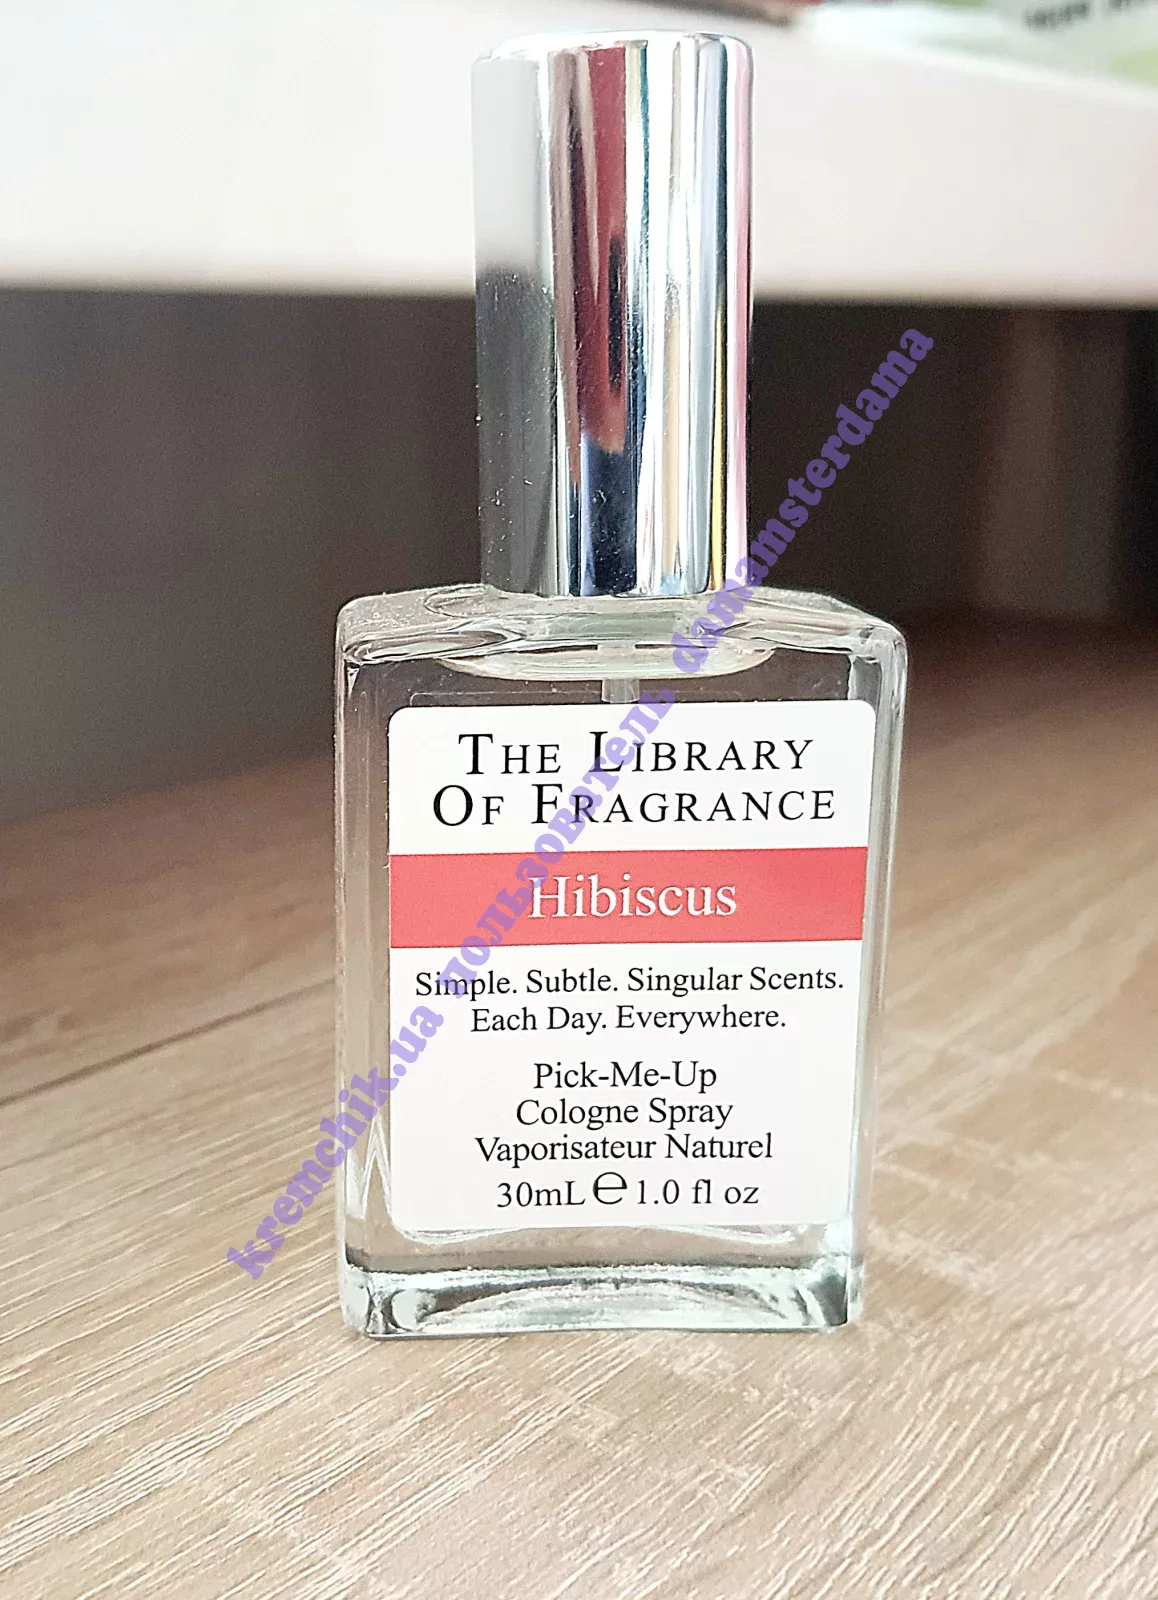 The Library
Of Fragrance
Hibiscus
Simple. Subtle. Singular Scents.
Each Day. Everywhere.
Pick-Me-Up
Cologne Spray
Vaporisateur Naturel
30mL ℮ 1.0 fl oz
kremchik.ua пользователь damamsterdama